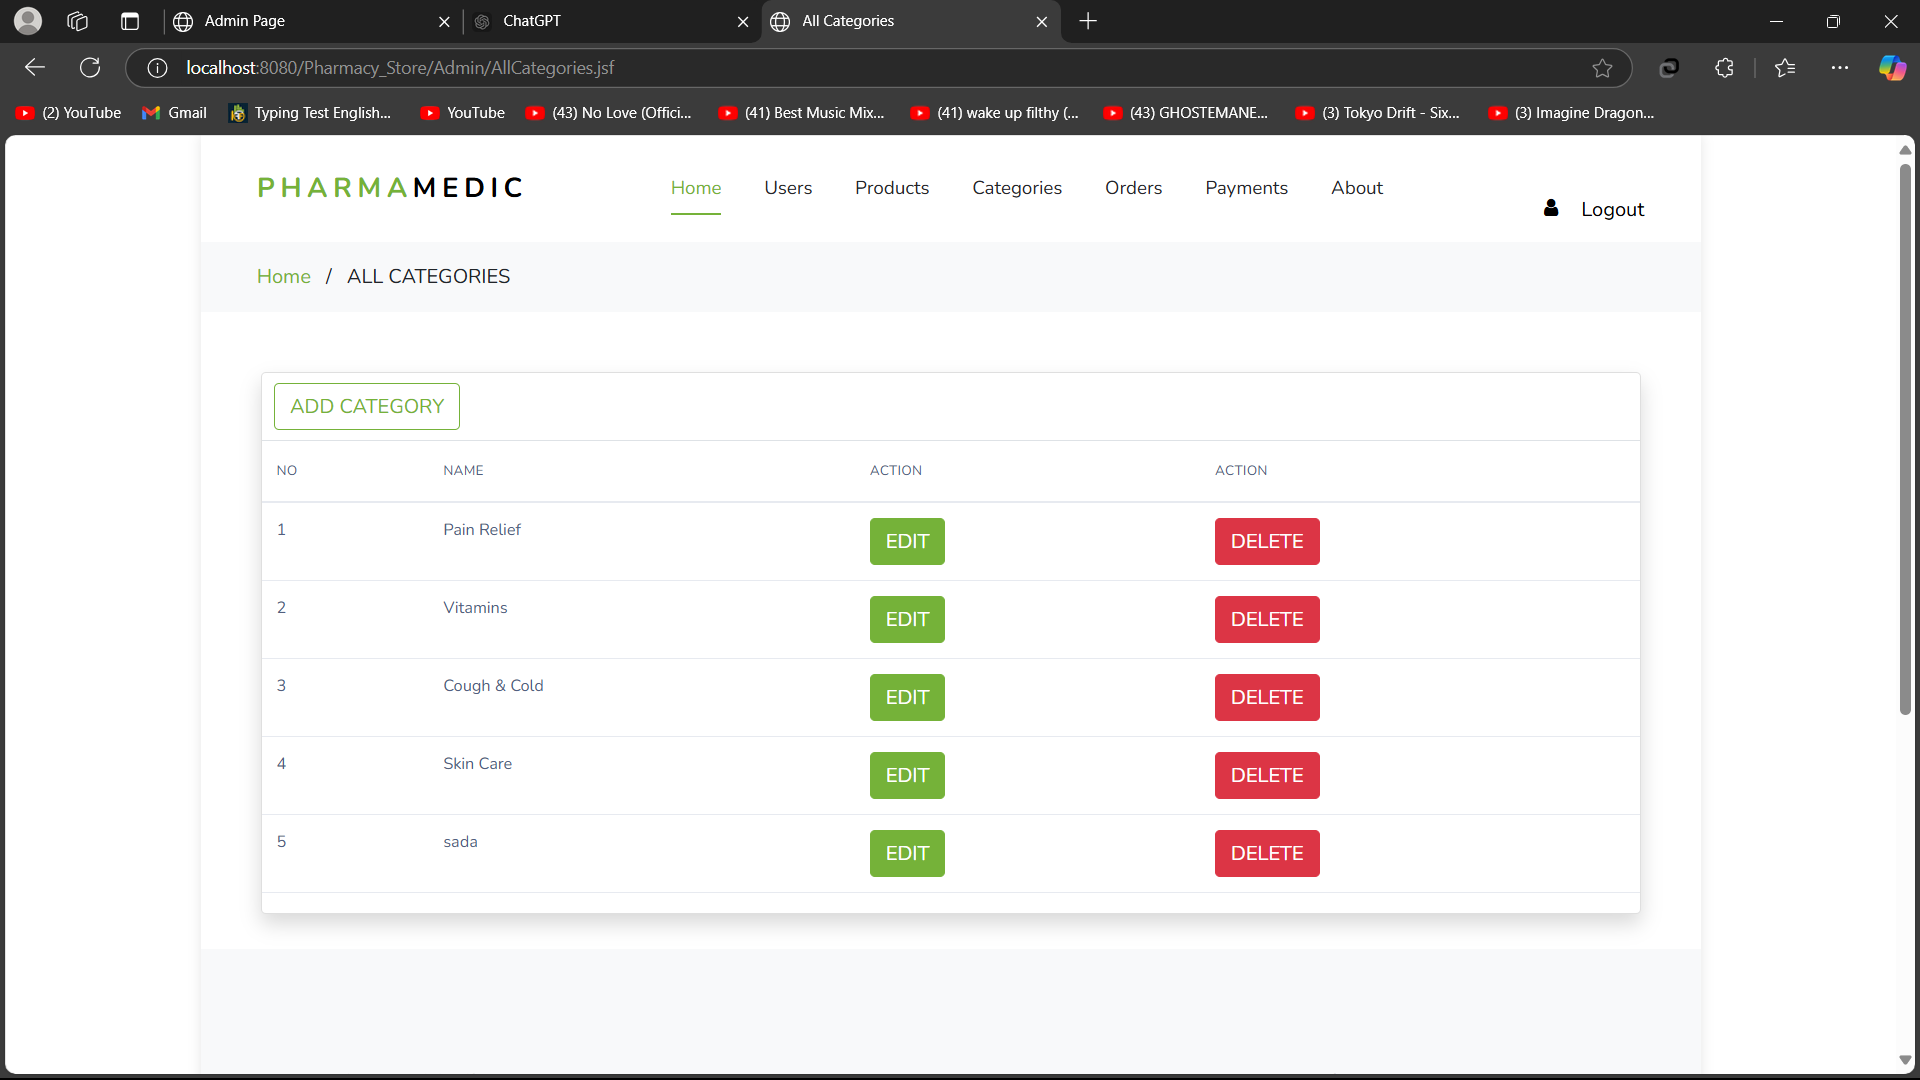 Admin Page
ChatGPT
All Categories
localhost:8080/Pharmacy_Store/Admin/AllCategories.jsf
(2) YouTube
Gmail
Typing Test English...
YouTube
(43) No Love (Offici...
(41) Best Music Mix...
(41) wake up filthy (...
(43) GHOSTEMANE...
(3) Tokyo Drift - Six...
(3) Imagine Dragon...
PHARMAMEDIC
Home
Users
Products
Categories
Orders
Payments
About
Logout
Home / ALL CATEGORIES
ADD CATEGORY
NO NAME ACTION ACTION
1 Pain Relief EDIT DELETE
2 Vitamins EDIT DELETE
3 Cough & Cold EDIT DELETE
4 Skin Care EDIT DELETE
5 sada EDIT DELETE